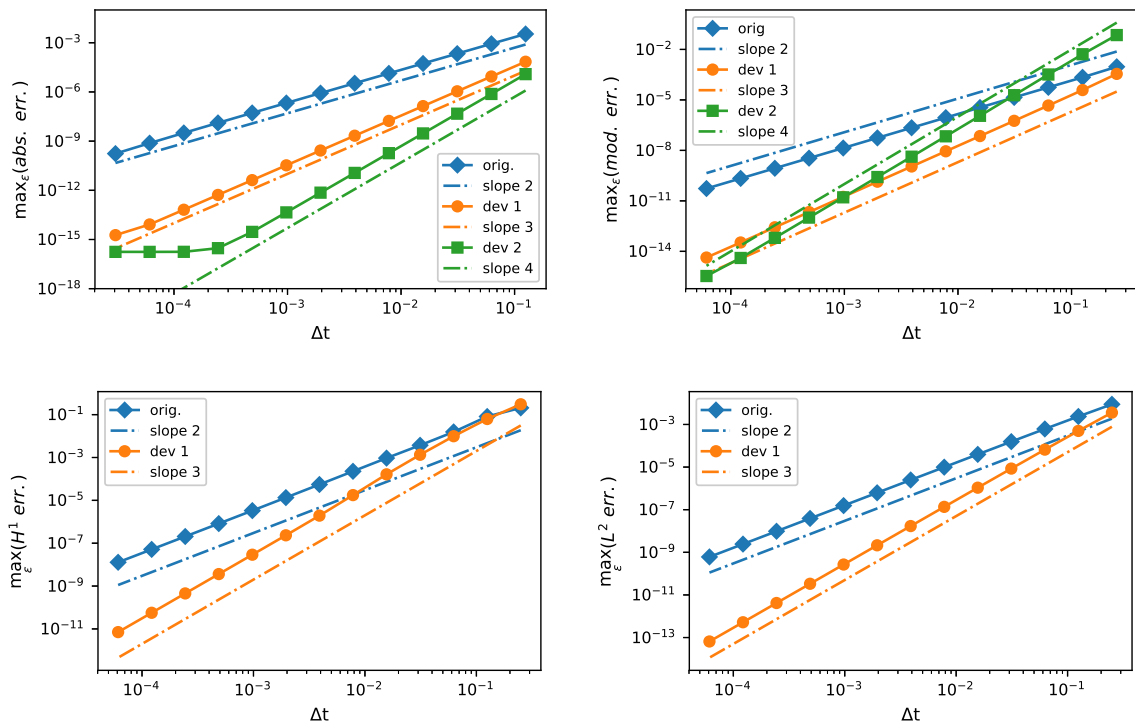 max_ε(abs. err.)
10⁻³
10⁻⁶
10⁻⁹
10⁻¹²
10⁻¹⁵
10⁻¹⁸
orig.
slope 2
dev 1
slope 3
dev 2
slope 4
10⁻⁴ 10⁻³ 10⁻² 10⁻¹
Δt
max_ε(mod. err.)
10⁻²
10⁻⁵
10⁻⁸
10⁻¹¹
10⁻¹⁴
orig
slope 2
dev 1
slope 3
dev 2
slope 4
10⁻⁴ 10⁻³ 10⁻² 10⁻¹
Δt
max_ε(H¹ err.)
10⁻¹
10⁻³
10⁻⁵
10⁻⁷
10⁻⁹
10⁻¹¹
orig.
slope 2
dev 1
slope 3
10⁻⁴ 10⁻³ 10⁻² 10⁻¹
Δt
max_ε(L² err.)
10⁻³
10⁻⁵
10⁻⁷
10⁻⁹
10⁻¹¹
10⁻¹³
orig.
slope 2
dev 1
slope 3
10⁻⁴ 10⁻³ 10⁻² 10⁻¹
Δt